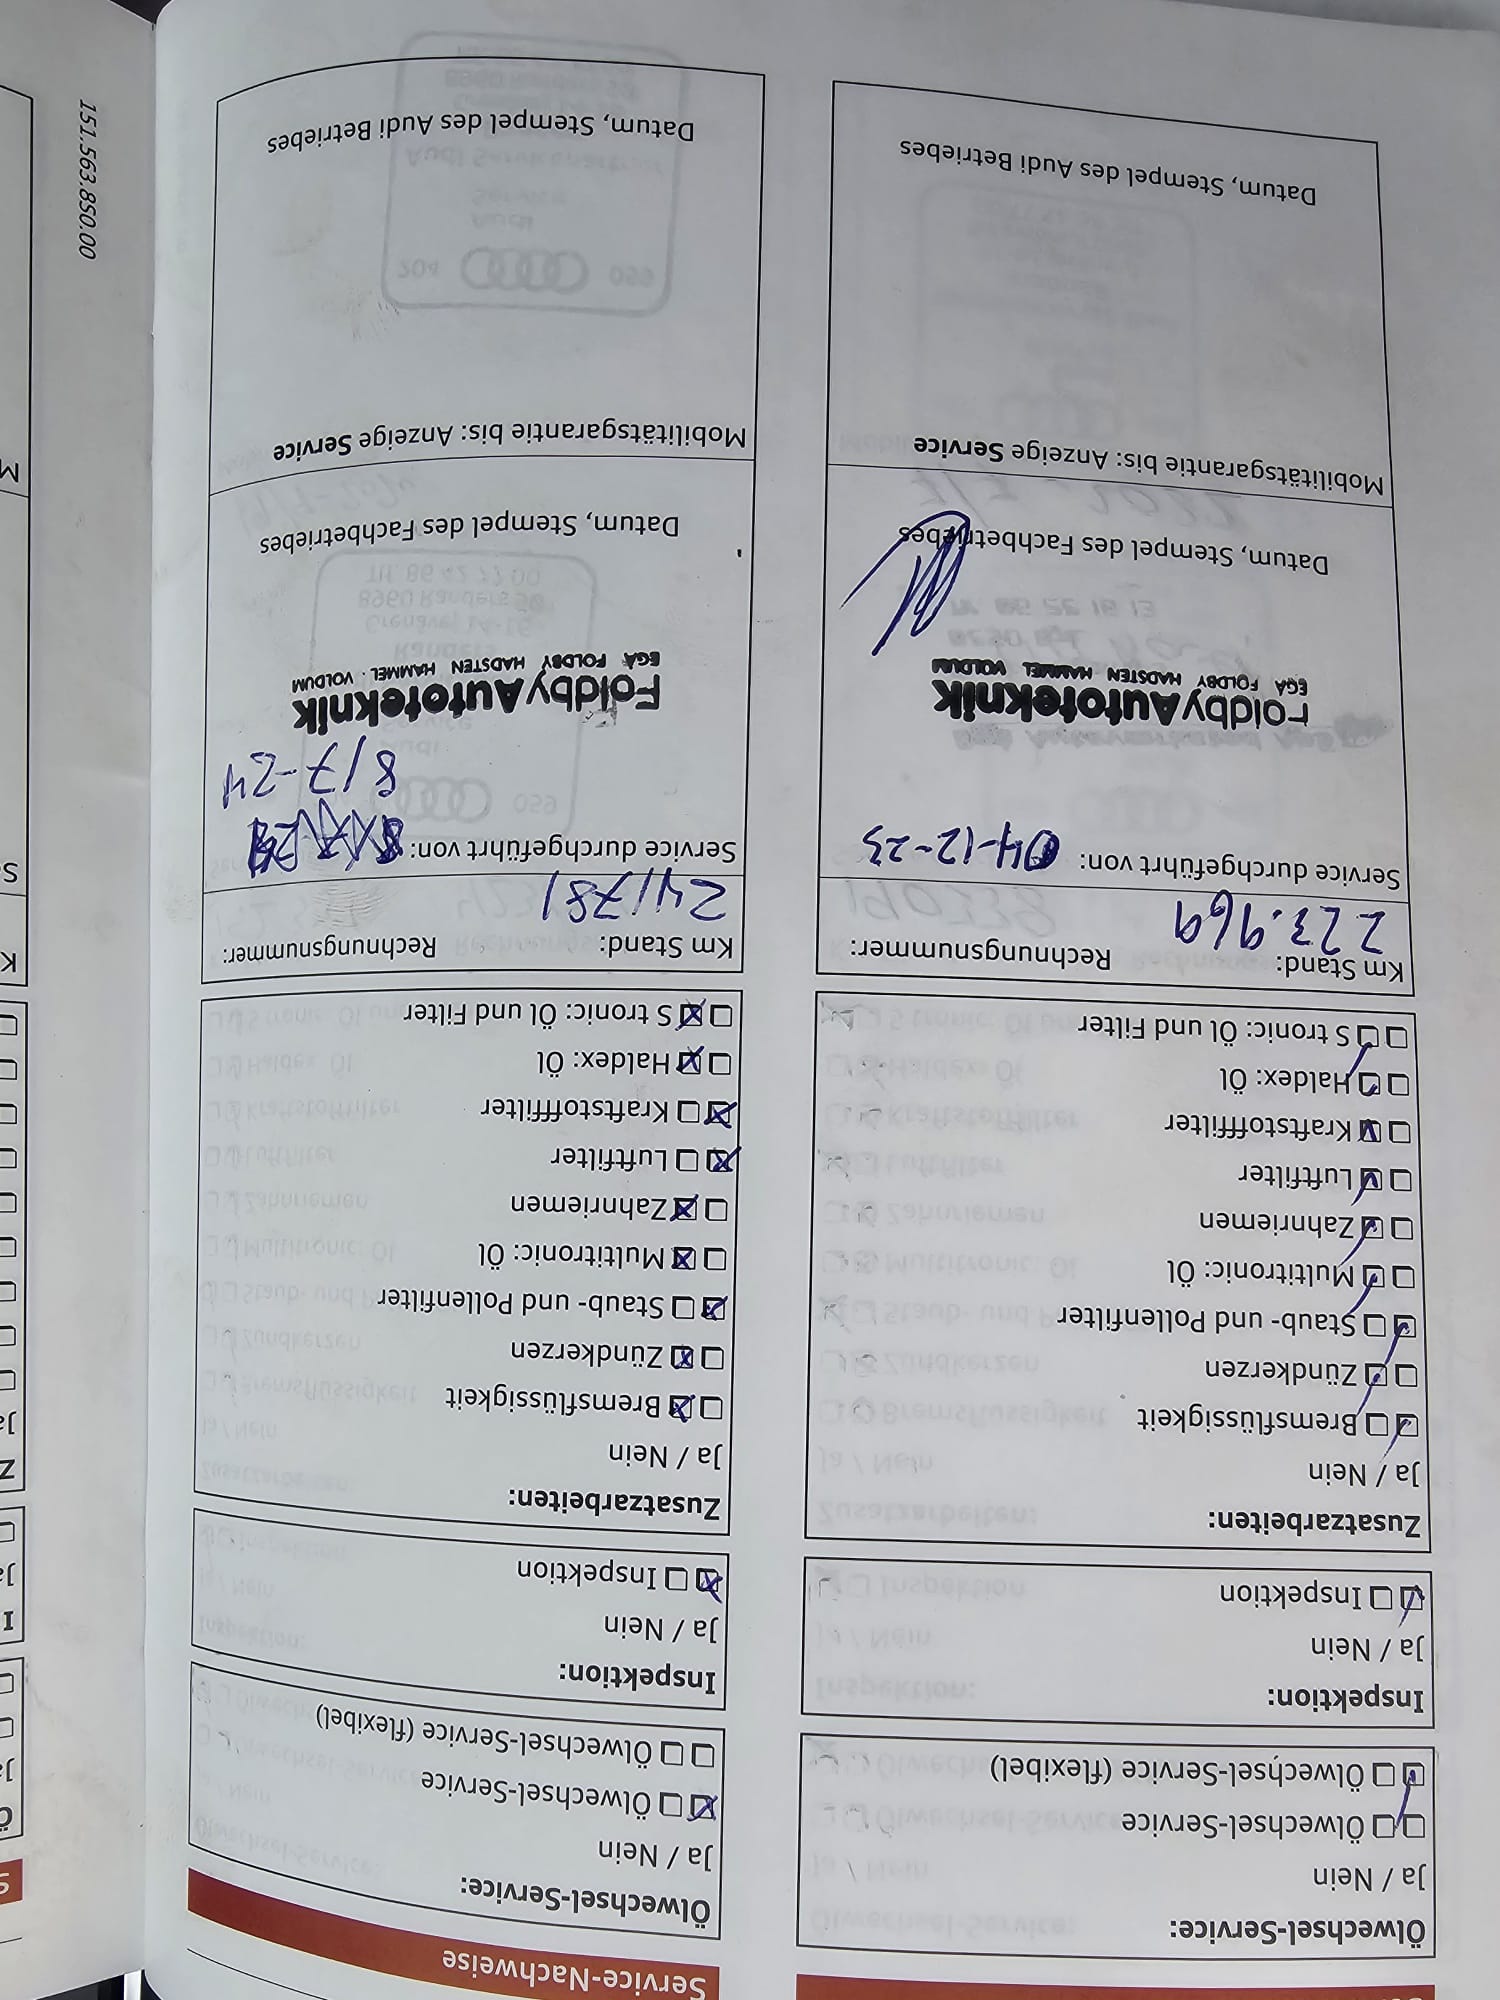 Ölwechsel-Service:
Ja / Nein
Ölwechsel-Service
Ölwechsel-Service (flexibel)
Inspektion:
Ja / Nein
Inspektion
Zusatzarbeiten:
Ja / Nein
Bremsflüssigkeit
Zündkerzen
Staub- und Pollenfilter
Multitronic: Öl
Zahnriemen
Luftfilter
Kraftstofffilter
Haldex: Öl
S tronic: Öl und Filter
Km Stand: Rechnungsnummer:
223.969
Service durchgeführt von: 04-12-23
FoldbyAutoteknik
EGÅ FOLDBY HADSTEN HAMMEL VOLDUM
Datum, Stempel des Fachbetriebes
Mobilitätsgarantie bis: Anzeige Service
Datum, Stempel des Audi Betriebes
Service-Nachweise
Ölwechsel-Service:
Ja / Nein
Ölwechsel-Service
Ölwechsel-Service (flexibel)
Inspektion:
Ja / Nein
Inspektion
Zusatzarbeiten:
Ja / Nein
Bremsflüssigkeit
Zündkerzen
Staub- und Pollenfilter
Multitronic: Öl
Zahnriemen
Luftfilter
Kraftstofffilter
Haldex: Öl
S tronic: Öl und Filter
Km Stand: Rechnungsnummer:
241781
Service durchgeführt von:
8/7-24
FoldbyAutoteknik
EGÅ FOLDBY HADSTEN HAMMEL · VOLDUM
Datum, Stempel des Fachbetriebes
Mobilitätsgarantie bis: Anzeige Service
Datum, Stempel des Audi Betriebes
151.563.8S0.00